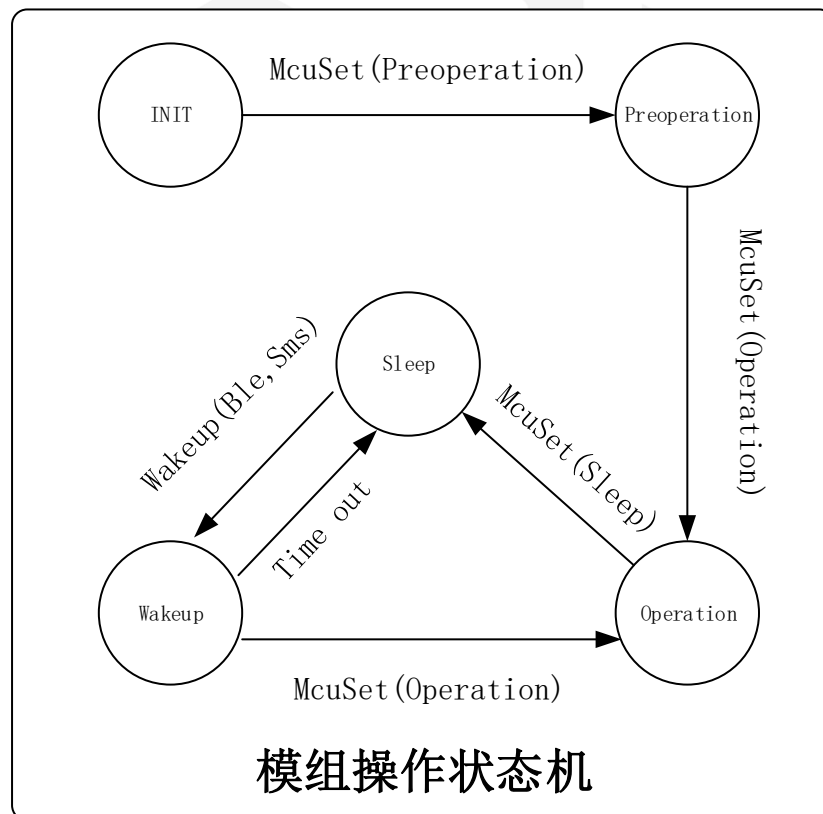 McuSet(Preoperation)
INIT
Preoperation
McuSet(Operation)
Sleep
Wakeup(Ble,Sms)
McuSet(Sleep)
Time out
Wakeup
Operation
McuSet(Operation)
模组操作状态机